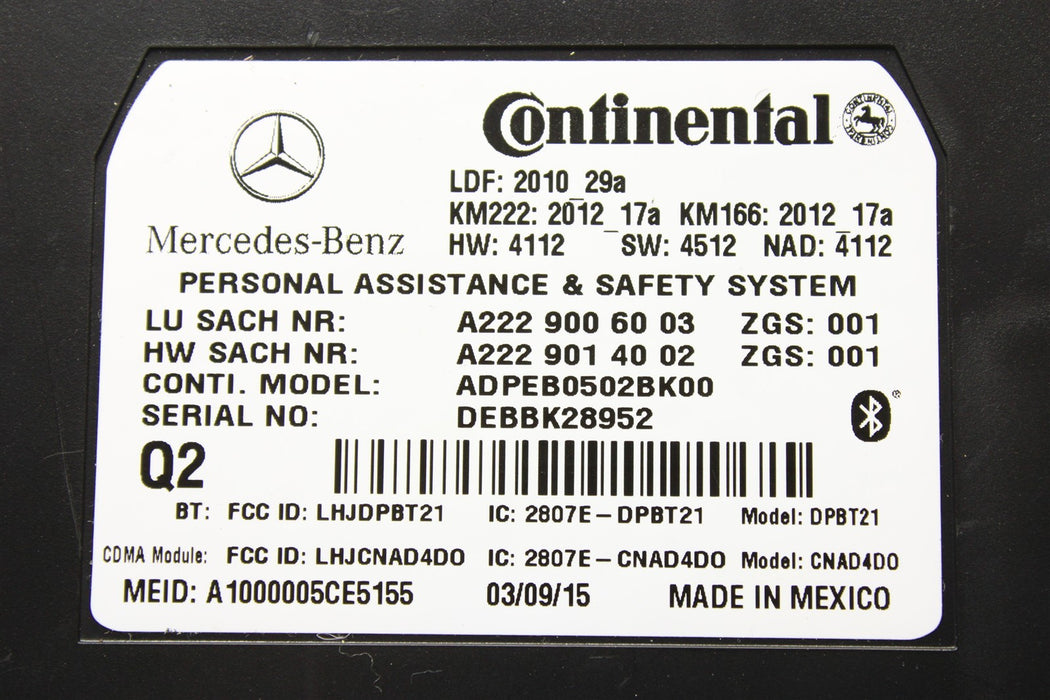 Continental
CONTINENTAL CONTINENTAL
LDF: 2010_29a
KM222: 2012_17a KM166: 2012_17a
Mercedes-Benz HW: 4112 SW: 4512 NAD: 4112
PERSONAL ASSISTANCE & SAFETY SYSTEM
LU SACH NR: A222 900 60 03 ZGS: 001
HW SACH NR: A222 901 40 02 ZGS: 001
CONTI. MODEL: ADPEB0502BK00
SERIAL NO: DEBBK28952
®
Q2
BT: FCC ID: LHJDPBT21 IC: 2807E-DPBT21 Model: DPBT21
CDMA Module: FCC ID: LHJCNAD4DO IC: 2807E-CNAD4DO Model: CNAD4DO
MEID: A1000005CE5155 03/09/15 MADE IN MEXICO